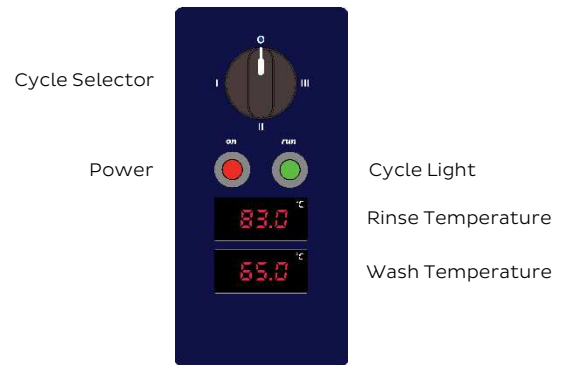 O
Cycle Selector
I
III
II
on
run
Power
Cycle Light
83.0 °C
Rinse Temperature
65.0 °C
Wash Temperature